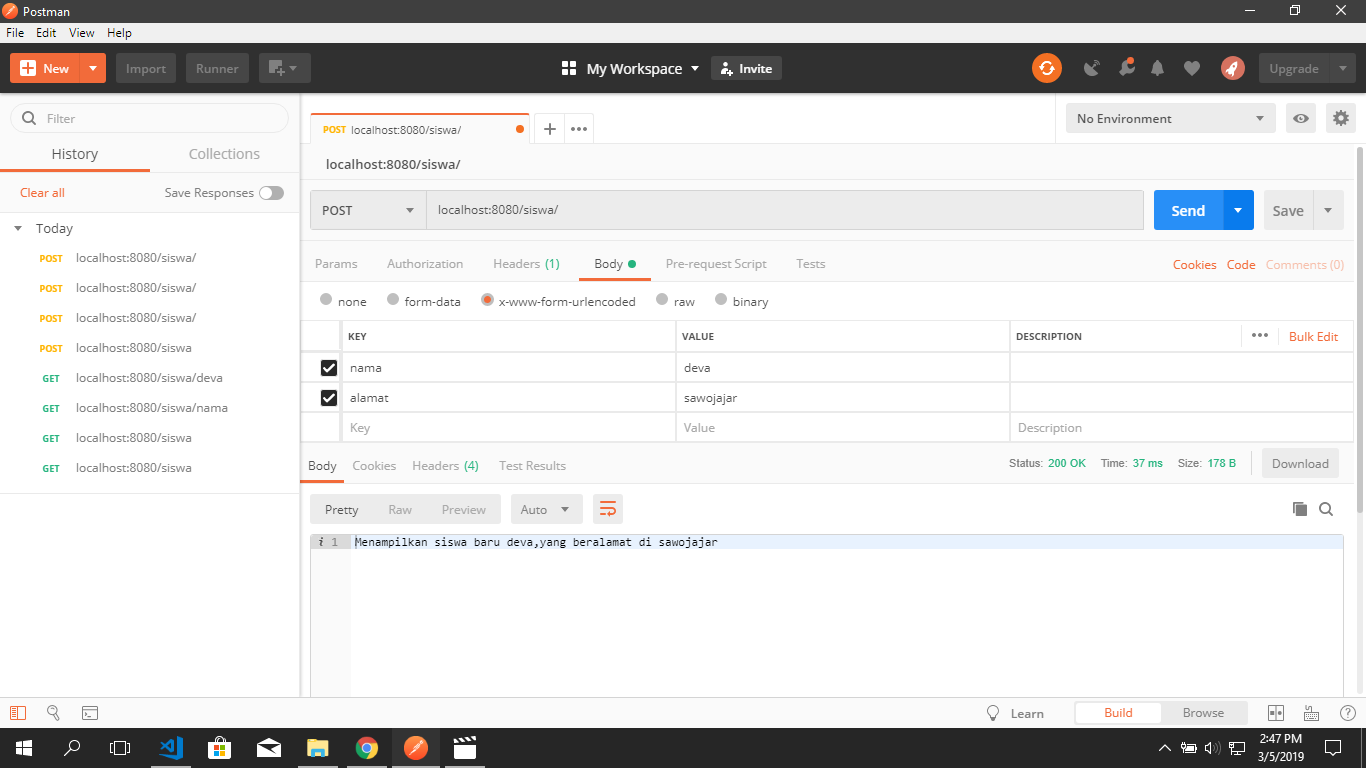 Postman
File Edit View Help
New Import Runner My Workspace Invite Upgrade
Filter
History Collections
Clear all Save Responses
Today
POST localhost:8080/siswa/
POST localhost:8080/siswa/
POST localhost:8080/siswa/
POST localhost:8080/siswa
GET localhost:8080/siswa/deva
GET localhost:8080/siswa/nama
GET localhost:8080/siswa
GET localhost:8080/siswa
POST localhost:8080/siswa/
No Environment
localhost:8080/siswa/
POST localhost:8080/siswa/ Send Save
Params Authorization Headers (1) Body Pre-request Script Tests Cookies Code Comments (0)
none form-data x-www-form-urlencoded raw binary
KEY VALUE DESCRIPTION Bulk Edit
nama deva
alamat sawojajar
Key Value Description
Body Cookies Headers (4) Test Results Status: 200 OK Time: 37 ms Size: 178 B Download
Pretty Raw Preview Auto
i 1 Menampilkan siswa baru deva,yang beralamat di sawojajar
Learn Build Browse
2:47 PM
3/5/2019